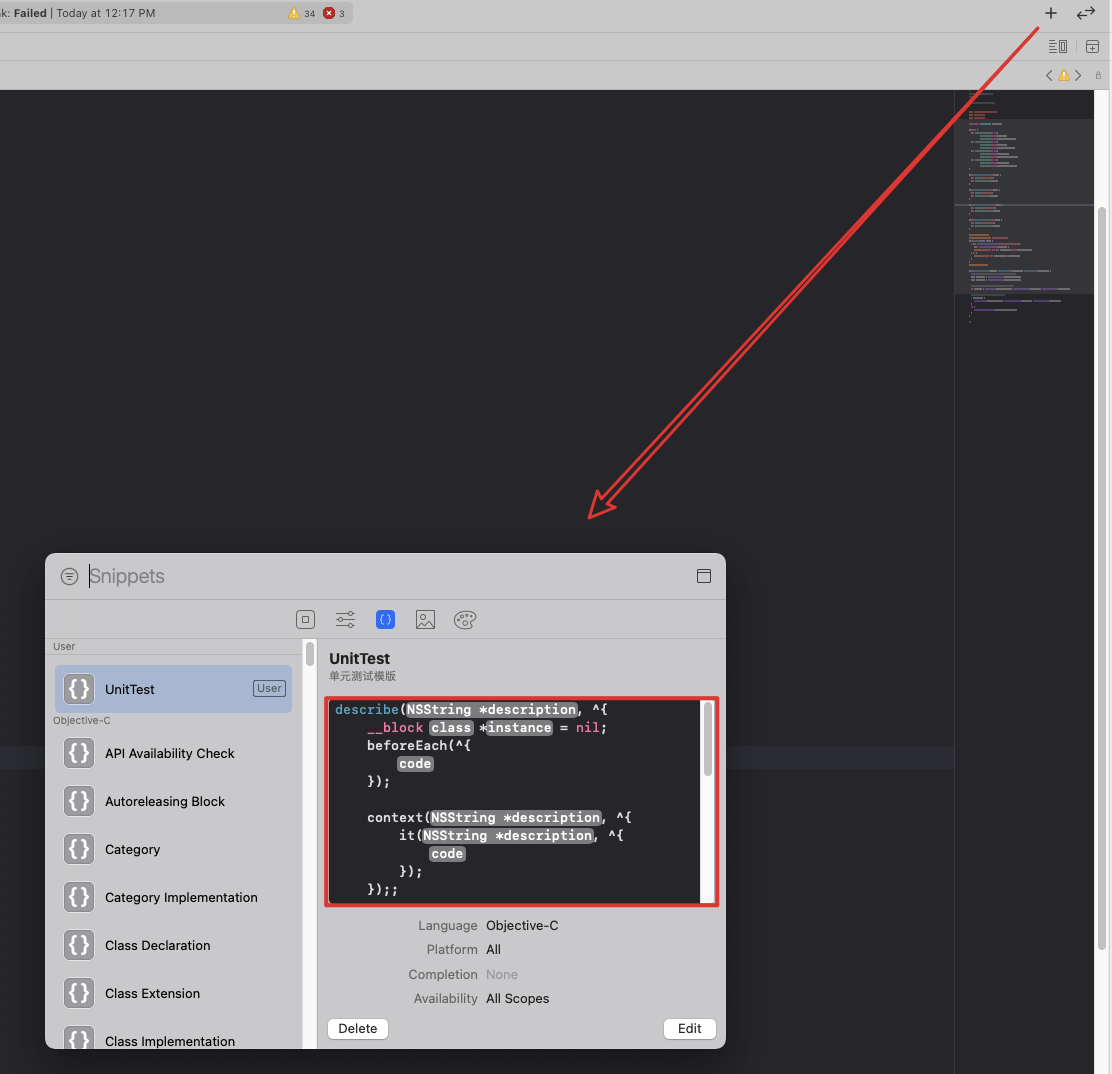 k: Failed | Today at 12:17 PM 34 3
Snippets
User
UnitTest User
Objective-C
API Availability Check
Autoreleasing Block
Category
Category Implementation
Class Declaration
Class Extension
Class Implementation
UnitTest
单元测试模版
describe(NSString *description, ^{
    __block class *instance = nil;
    beforeEach(^{
        code
    });
    context(NSString *description, ^{
        it(NSString *description, ^{
            code
        });
    });;
Language Objective-C
Platform All
Completion None
Availability All Scopes
Delete Edit